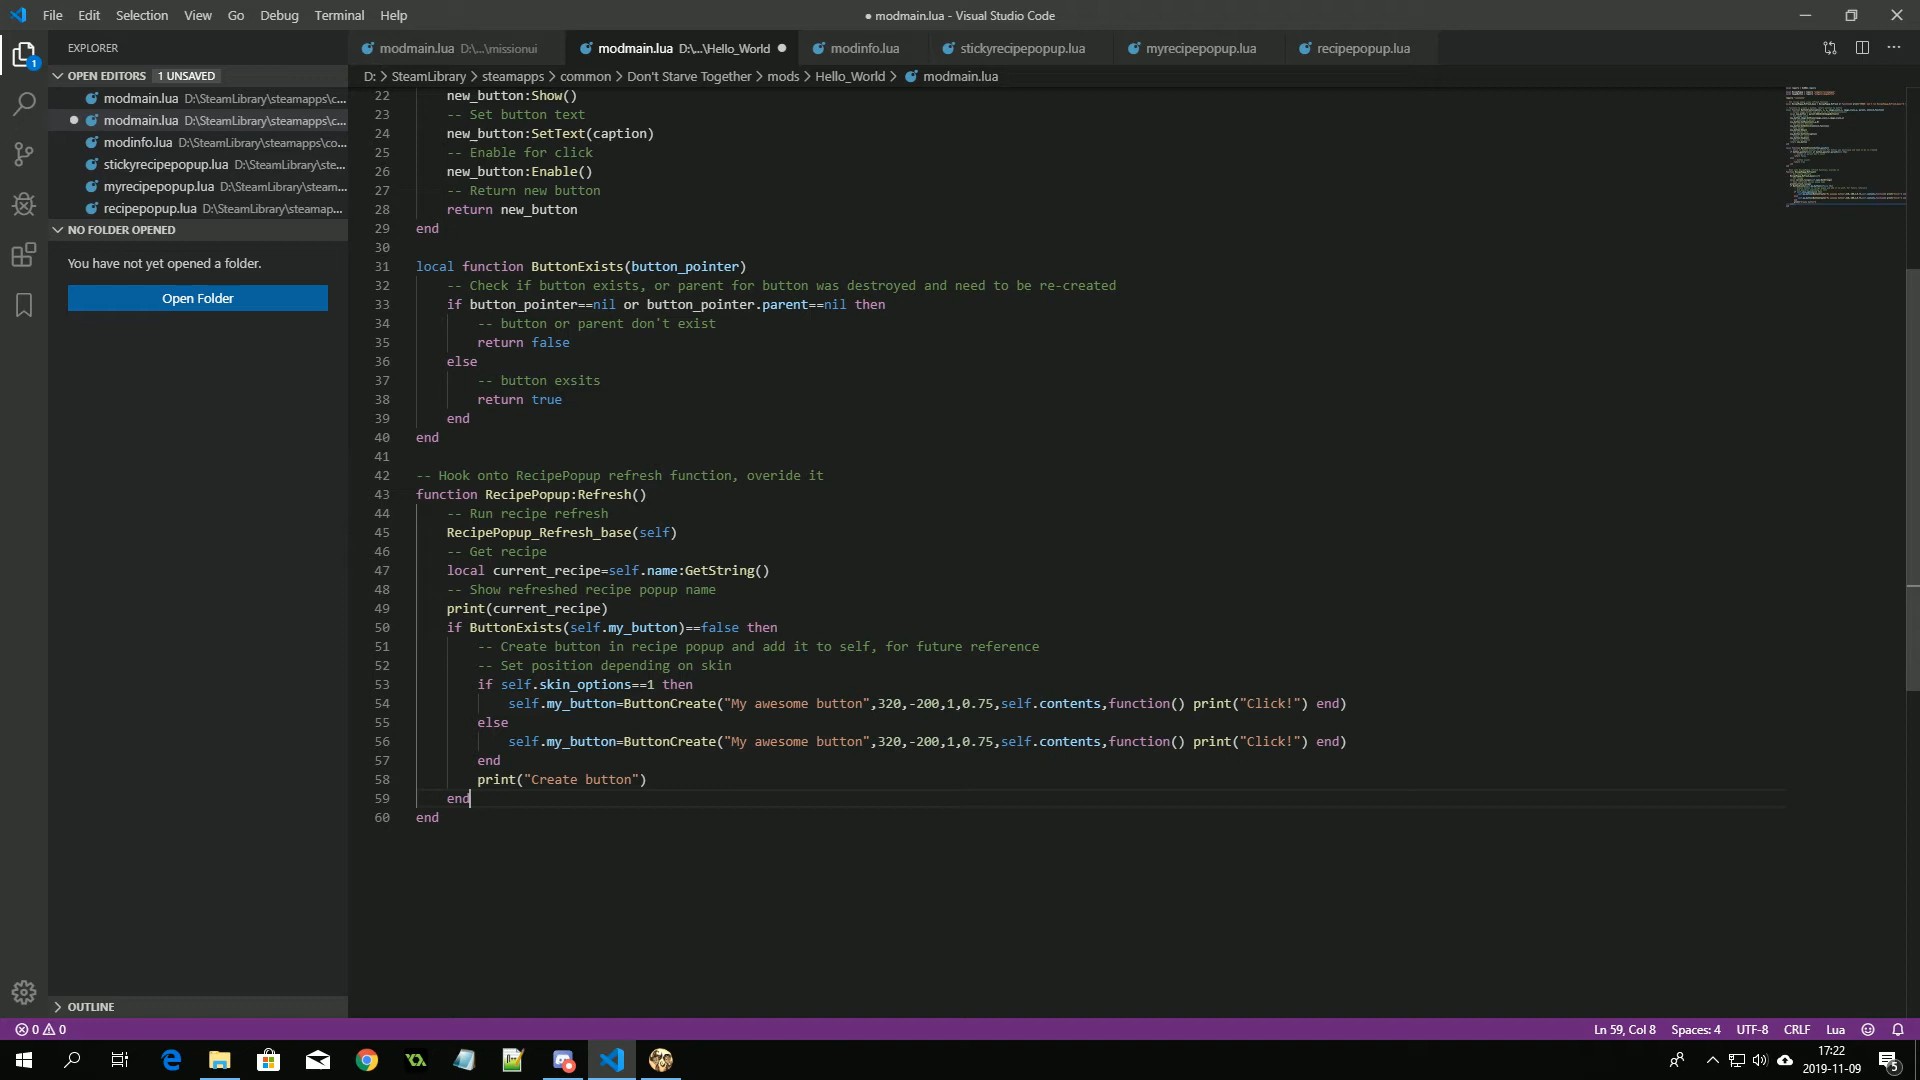 File Edit Selection View Go Debug Terminal Help
● modmain.lua - Visual Studio Code
EXPLORER
modmain.lua D:\...\missionui
modmain.lua D:\...\Hello_World ●
modinfo.lua
stickyrecipepopup.lua
myrecipepopup.lua
recipepopup.lua
D: > SteamLibrary > steamapps > common > Don't Starve Together > mods > Hello_World > modmain.lua
1
OPEN EDITORS 1 UNSAVED
modmain.lua D:\SteamLibrary\steamapps\c...
● modmain.lua D:\SteamLibrary\steamapps\c...
modinfo.lua D:\SteamLibrary\steamapps\co...
stickyrecipepopup.lua D:\SteamLibrary\ste...
myrecipepopup.lua D:\SteamLibrary\steam...
recipepopup.lua D:\SteamLibrary\steamap...
NO FOLDER OPENED
You have not yet opened a folder.
Open Folder
OUTLINE
22 new_button:Show()
23 -- Set button text
24 new_button:SetText(caption)
25 -- Enable for click
26 new_button:Enable()
27 -- Return new button
28 return new_button
29 end
30
31 local function ButtonExists(button_pointer)
32 -- Check if button exists, or parent for button was destroyed and need to be re-created
33 if button_pointer==nil or button_pointer.parent==nil then
34 -- button or parent don't exist
35 return false
36 else
37 -- button exsits
38 return true
39 end
40 end
41
42 -- Hook onto RecipePopup refresh function, overide it
43 function RecipePopup:Refresh()
44 -- Run recipe refresh
45 RecipePopup_Refresh_base(self)
46 -- Get recipe
47 local current_recipe=self.name:GetString()
48 -- Show refreshed recipe popup name
49 print(current_recipe)
50 if ButtonExists(self.my_button)==false then
51 -- Create button in recipe popup and add it to self, for future reference
52 -- Set position depending on skin
53 if self.skin_options==1 then
54 self.my_button=ButtonCreate("My awesome button",320,-200,1,0.75,self.contents,function() print("Click!") end)
55 else
56 self.my_button=ButtonCreate("My awesome button",320,-200,1,0.75,self.contents,function() print("Click!") end)
57 end
58 print("Create button")
59 end
60 end
0 0
Ln 59, Col 8 Spaces: 4 UTF-8 CRLF Lua
17:22
2019-11-09
5